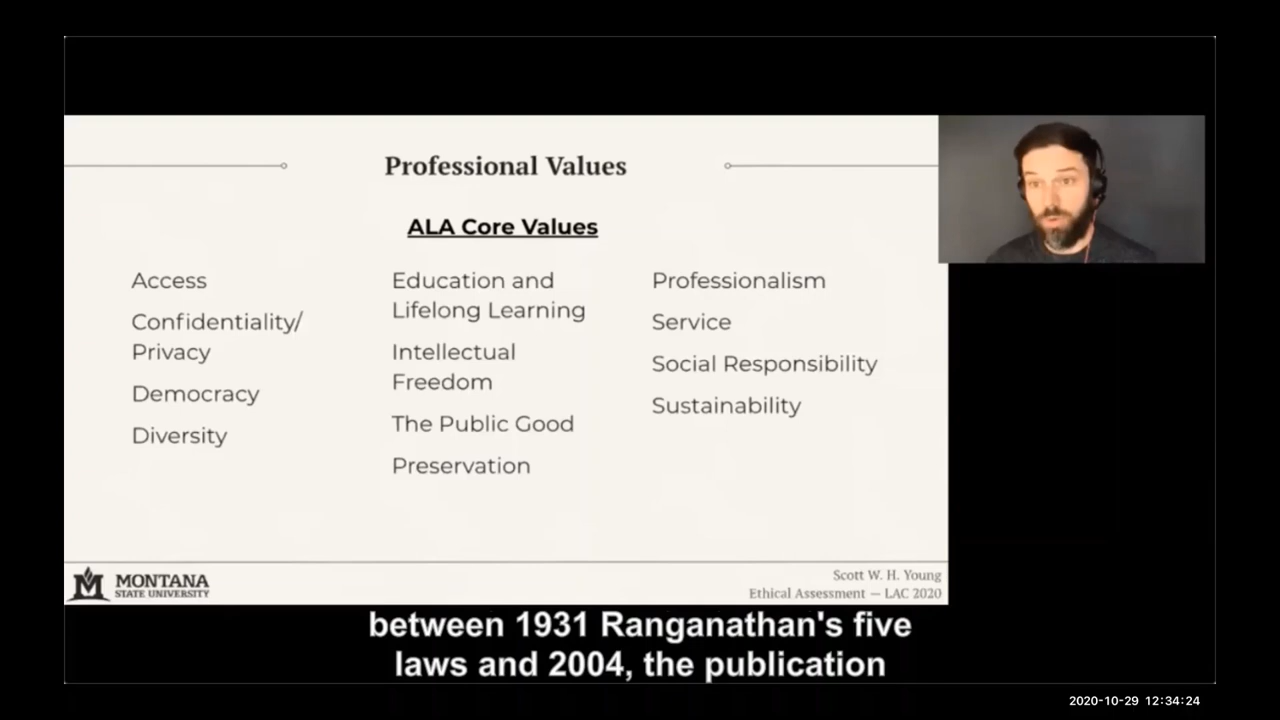 Professional Values
ALA Core Values
Access
Confidentiality/
Privacy
Democracy
Diversity
Education and
Lifelong Learning
Intellectual
Freedom
The Public Good
Preservation
Professionalism
Service
Social Responsibility
Sustainability
M MONTANA
STATE UNIVERSITY
Scott W. H. Young
Ethical Assessment — LAC 2020
between 1931 Ranganathan's five
laws and 2004, the publication
2020-10-29 12:34:24